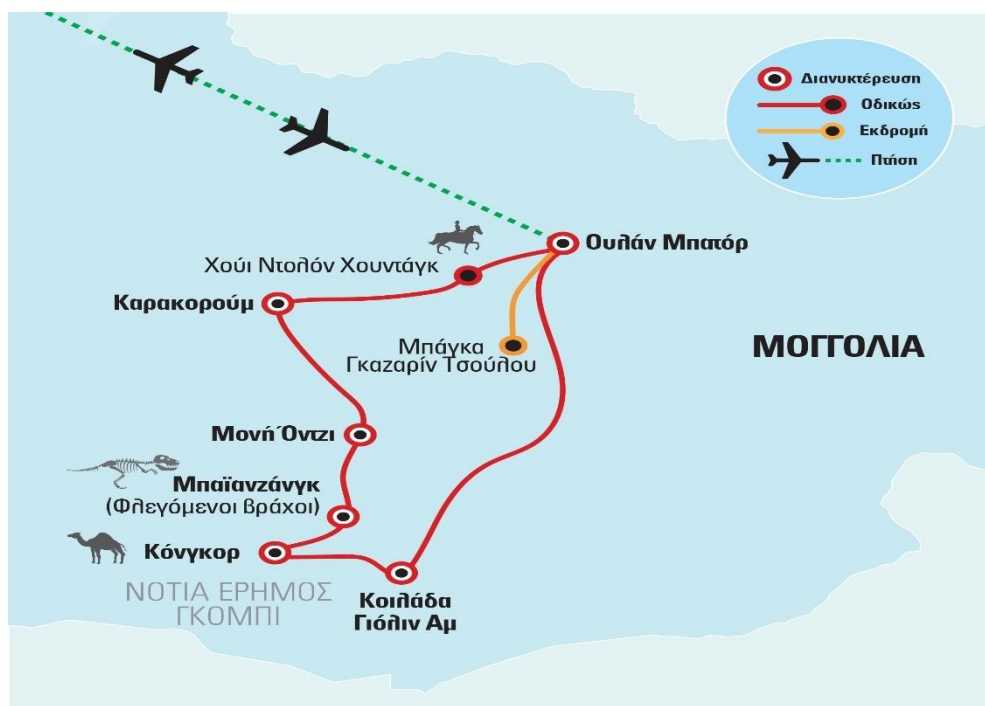 Διανυκτέρευση
Οδικώς
Εκδρομή
Πτήση
Ουλάν Μπατόρ
Χούι Ντολόν Χουντάγκ
Καρακορούμ
Μπάγκα
Γκαζαρίν Τσούλου
ΜΟΓΓΟΛΙΑ
Μονή Όντζι
Μπαϊανζάνγκ
(Φλεγόμενοι βράχοι)
Κόνγκορ
ΝΟΤΙΑ ΕΡΗΜΟΣ
ΓΚΟΜΠΙ
Κοιλάδα
Γιόλιν Αμ